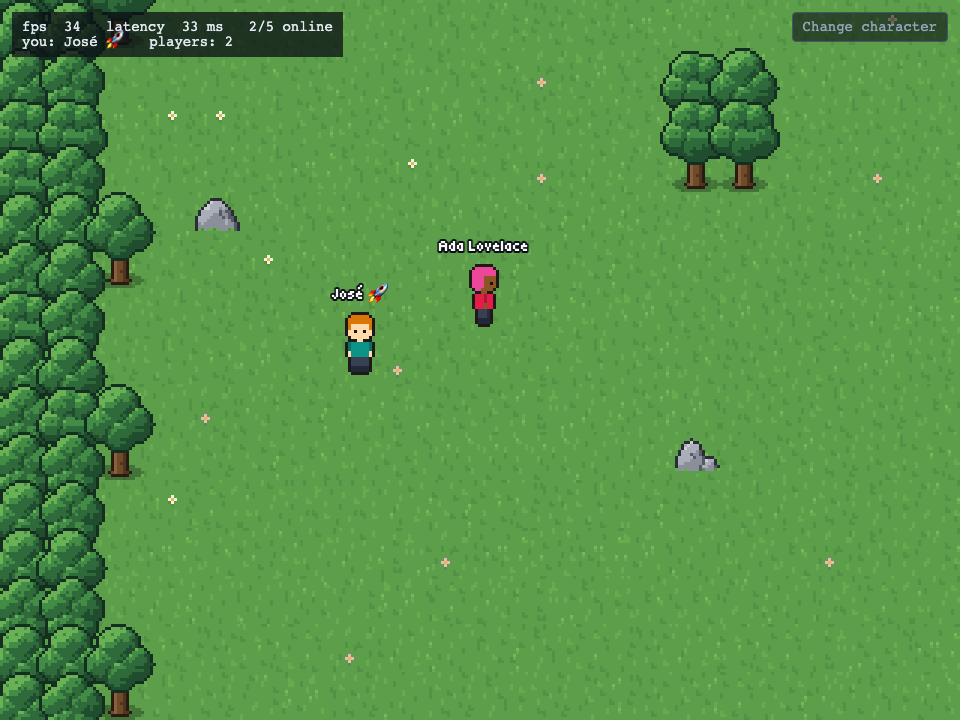 fps 34 latency 33 ms 2/5 online
you: José 🚀 players: 2
Change character
Ada Lovelace
José 🚀